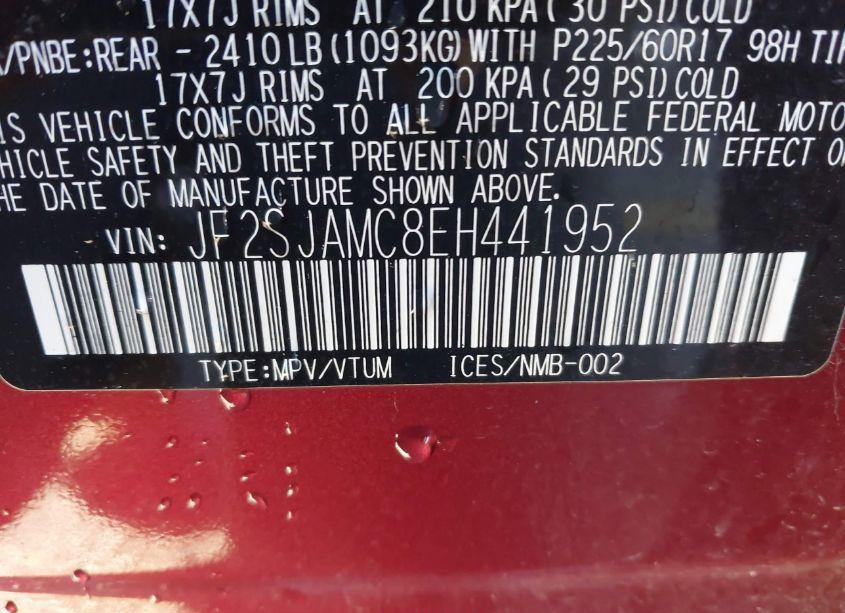 17X7J RIMS AT 210 KPA(30 PSI)COLD
/PNBE:REAR - 2410 LB(1093KG)WITH P225/60R17 98H TIR
17X7J RIMS AT 200 KPA(29 PSI)COLD
IS VEHICLE CONFORMS TO ALL APPLICABLE FEDERAL MOTO
HICLE SAFETY AND THEFT PREVENTION STANDARDS IN EFFECT O
HE DATE OF MANUFACTURE SHOWN ABOVE.
VIN: JF2SJAMC8EH441952
TYPE:MPV/VTUM ICES/NMB-002